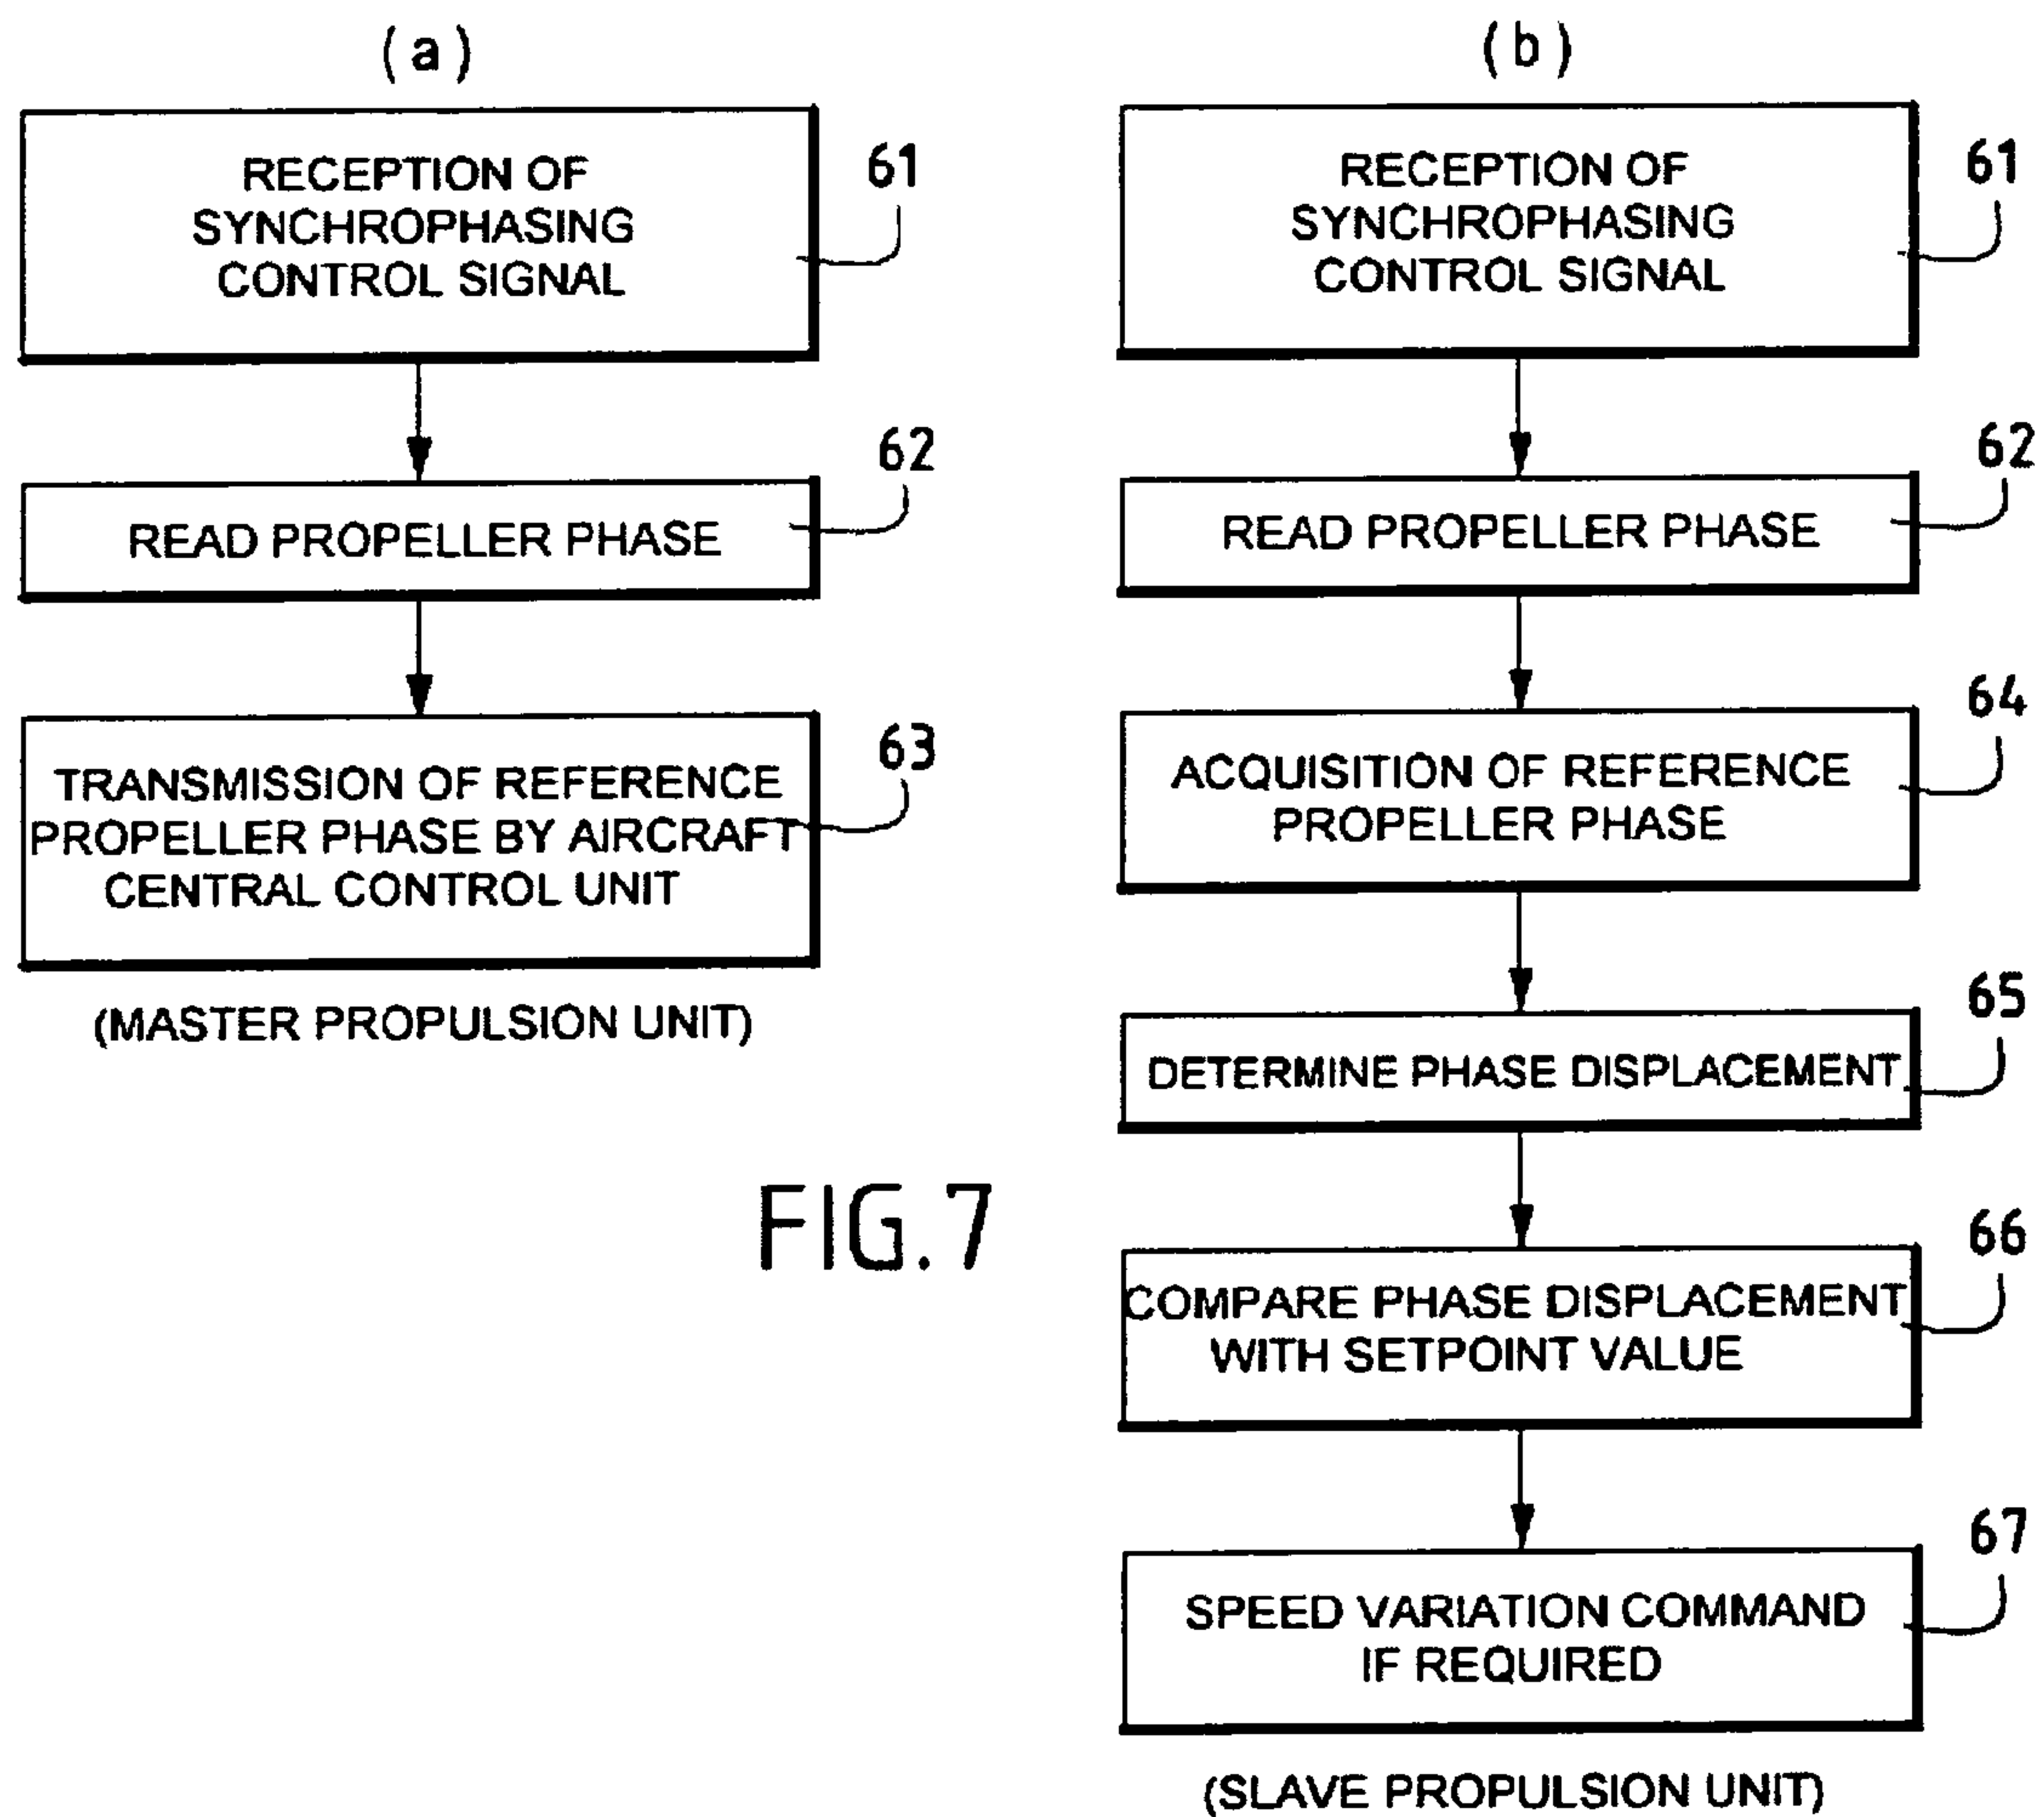 (a)
RECEPTION OF
SYNCHROPHASING
CONTROL SIGNAL
61
READ PROPELLER PHASE
62
TRANSMISSION OF REFERENCE
PROPELLER PHASE BY AIRCRAFT
CENTRAL CONTROL UNIT
63
(MASTER PROPULSION UNIT)
(b)
RECEPTION OF
SYNCHROPHASING
CONTROL SIGNAL
61
READ PROPELLER PHASE
62
ACQUISITION OF REFERENCE
PROPELLER PHASE
64
DETERMINE PHASE DISPLACEMENT
65
COMPARE PHASE DISPLACEMENT
WITH SETPOINT VALUE
66
SPEED VARIATION COMMAND
IF REQUIRED
67
(SLAVE PROPULSION UNIT)
FIG.7